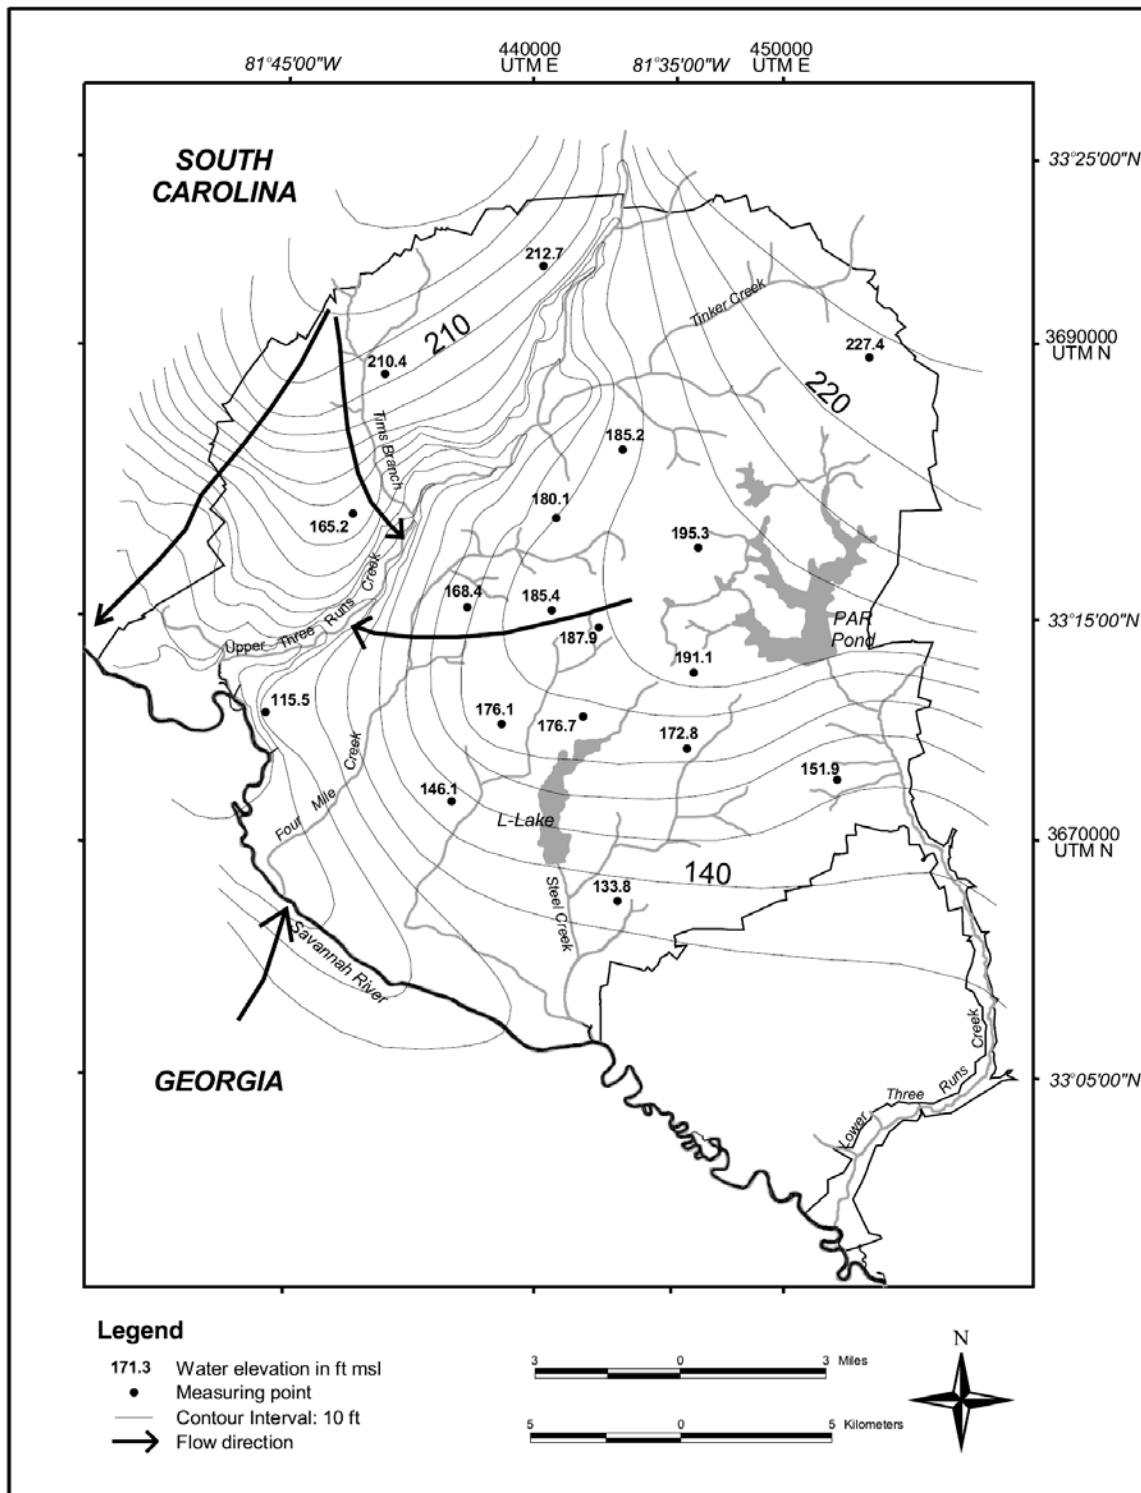 440000
UTM E
450000
UTM E
81°45'00"W
81°35'00"W
SOUTH
CAROLINA
33°25'00"N
212.7
Tinker Creek
210
3690000
UTM N
227.4
210.4
220
Tims Branch
185.2
180.1
165.2
195.3
Upper Three Runs Creek
168.4
185.4
187.9
33°15'00"N
PAR
Pond
191.1
115.5
176.1
176.7
172.8
151.9
Four Mile Creek
146.1
L-Lake
3670000
UTM N
140
133.8
Steel Creek
Savannah River
GEORGIA
33°05'00"N
Lower Three Runs Creek
Legend
171.3 Water elevation in ft msl
Measuring point
Contour Interval: 10 ft
Flow direction
3 0 3 Miles
5 0 5 Kilometers
N